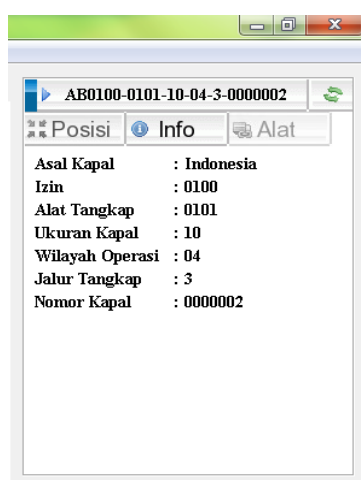 AB0100-0101-10-04-3-0000002
Posisi Info Alat
Asal Kapal : Indonesia
Izin : 0100
Alat Tangkap : 0101
Ukuran Kapal : 10
Wilayah Operasi : 04
Jalur Tangkap : 3
Nomor Kapal : 0000002